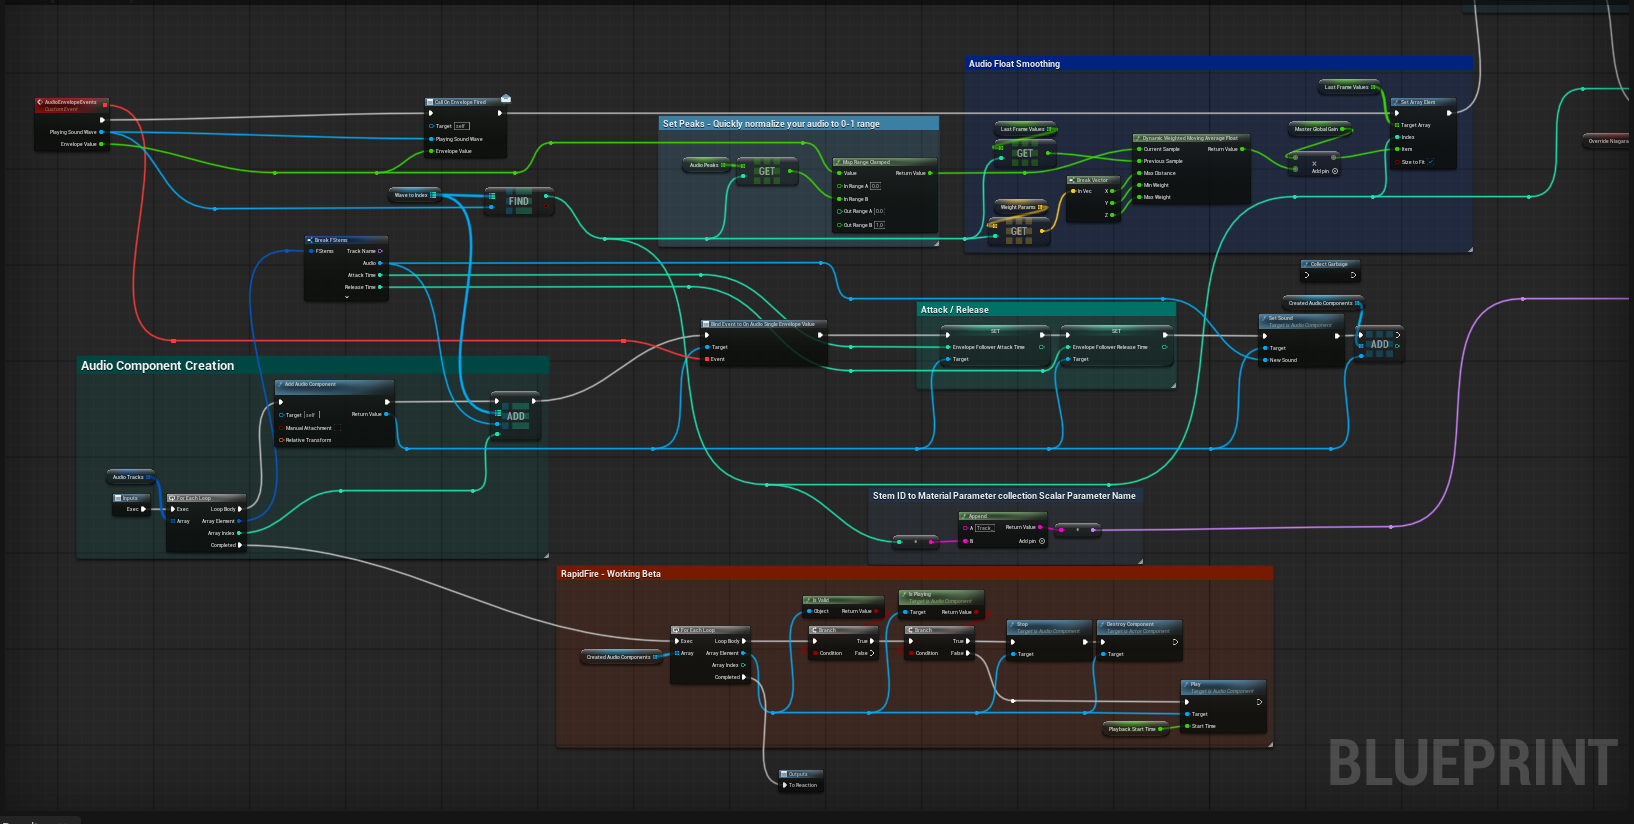 Audio Float Smoothing
Last Frame Values
AudioEnvelopeEvents
Custom Event
Playing Sound Wave
Envelope Value
Call On Envelope Fired
Target self
Playing Sound Wave
Envelope Value
Set Peaks - Quickly normalize your audio to 0-1 range
Audio Peaks
GET
Map Range Clamped
Value
Return Value
In Range A 0.0
In Range B
Out Range A 0.0
Out Range B 1.0
Last Frame Values
GET
Weight Params
GET
Break Vector
In Vec
X
Y
Z
Dynamic Weighted Moving Average Float
Current Sample
Return Value
Previous Sample
Max Distance
Min Weight
Max Weight
Master Global Gain
x
Add pin
Set Array Elem
Target Array
Index
Item
Size to Fit
Override Niagara
Wave to Index
FIND
Break FStems
FStems
Track Name
Audio
Attack Time
Release Time
Collect Garbage
Created Audio Components
Set Sound
Target is Audio Component
Target
New Sound
ADD
Bind Event to On Audio Single Envelope Value
Target
Event
Attack / Release
SET
Envelope Follower Attack Time
Target
SET
Envelope Follower Release Time
Target
Audio Component Creation
Add Audio Component
Target self
Return Value
Manual Attachment
Relative Transform
ADD
Audio Tracks
Inputs
Exec
For Each Loop
Exec
Loop Body
Array
Array Element
Array Index
Completed
Stem ID to Material Parameter collection Scalar Parameter Name
Append
A Track_
Return Value
B
Add pin
RapidFire - Working Beta
Created Audio Components
For Each Loop
Exec
Loop Body
Array
Array Element
Array Index
Completed
Is Valid
Object
Return Value
Branch
True
Condition
False
Is Playing
Target is Audio Component
Target
Return Value
Branch
True
Condition
False
Stop
Target is Audio Component
Target
Destroy Component
Target is Actor Component
Target
Play
Target is Audio Component
Target
Start Time
Playback Start Time
Outputs
To Reaction
BLUEPRINT